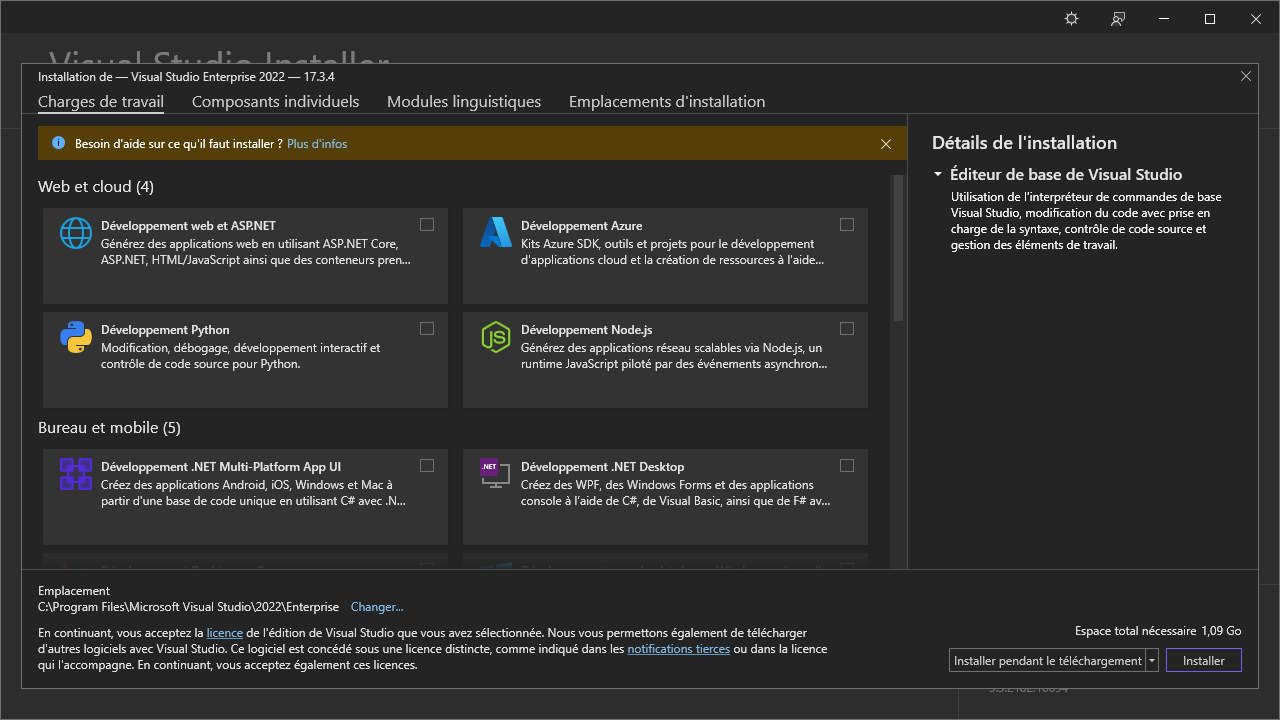 Visual Studio Installer
Installation de — Visual Studio Enterprise 2022 — 17.3.4
Charges de travail
Composants individuels
Modules linguistiques
Emplacements d'installation
Besoin d'aide sur ce qu'il faut installer ? Plus d'infos
Web et cloud (4)
Développement web et ASP.NET
Générez des applications web en utilisant ASP.NET Core,
ASP.NET, HTML/JavaScript ainsi que des conteneurs pren...
Développement Azure
Kits Azure SDK, outils et projets pour le développement
d'applications cloud et la création de ressources à l'aide...
Développement Python
Modification, débogage, développement interactif et
contrôle de code source pour Python.
JS
Développement Node.js
Générez des applications réseau scalables via Node.js, un
runtime JavaScript piloté par des événements asynchron...
Bureau et mobile (5)
Développement .NET Multi-Platform App UI
Créez des applications Android, iOS, Windows et Mac à
partir d'une base de code unique en utilisant C# avec .N...
.NET
Développement .NET Desktop
Créez des WPF, des Windows Forms et des applications
console à l'aide de C#, de Visual Basic, ainsi que de F# av...
Détails de l'installation
Éditeur de base de Visual Studio
Utilisation de l'interpréteur de commandes de base
Visual Studio, modification du code avec prise en
charge de la syntaxe, contrôle de code source et
gestion des éléments de travail.
Emplacement
C:\Program Files\Microsoft Visual Studio\2022\Enterprise Changer...
En continuant, vous acceptez la licence de l'édition de Visual Studio que vous avez sélectionnée. Nous vous permettons également de télécharger
d'autres logiciels avec Visual Studio. Ce logiciel est concédé sous une licence distincte, comme indiqué dans les notifications tierces ou dans la licence
qui l'accompagne. En continuant, vous acceptez également ces licences.
Espace total nécessaire 1,09 Go
Installer pendant le téléchargement
Installer